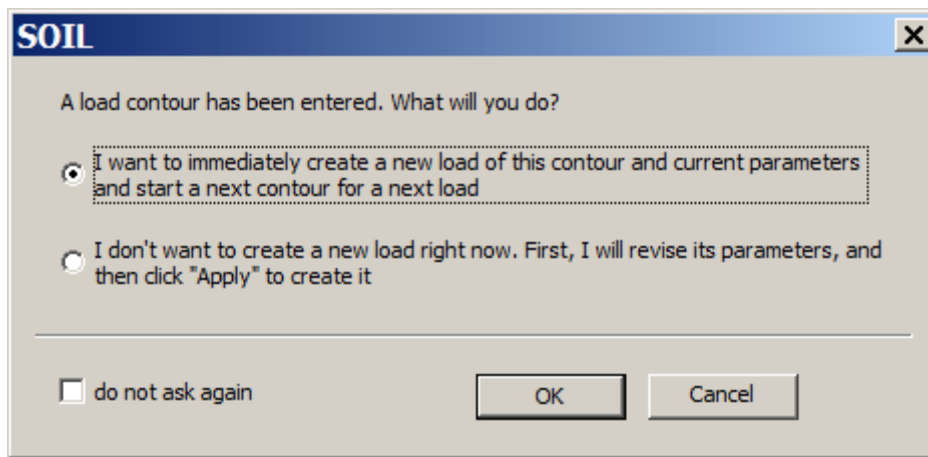 SOIL
A load contour has been entered. What will you do?
I want to immediately create a new load of this contour and current parameters
and start a next contour for a next load
I don't want to create a new load right now. First, I will revise its parameters, and
then click "Apply" to create it
do not ask again
OK
Cancel